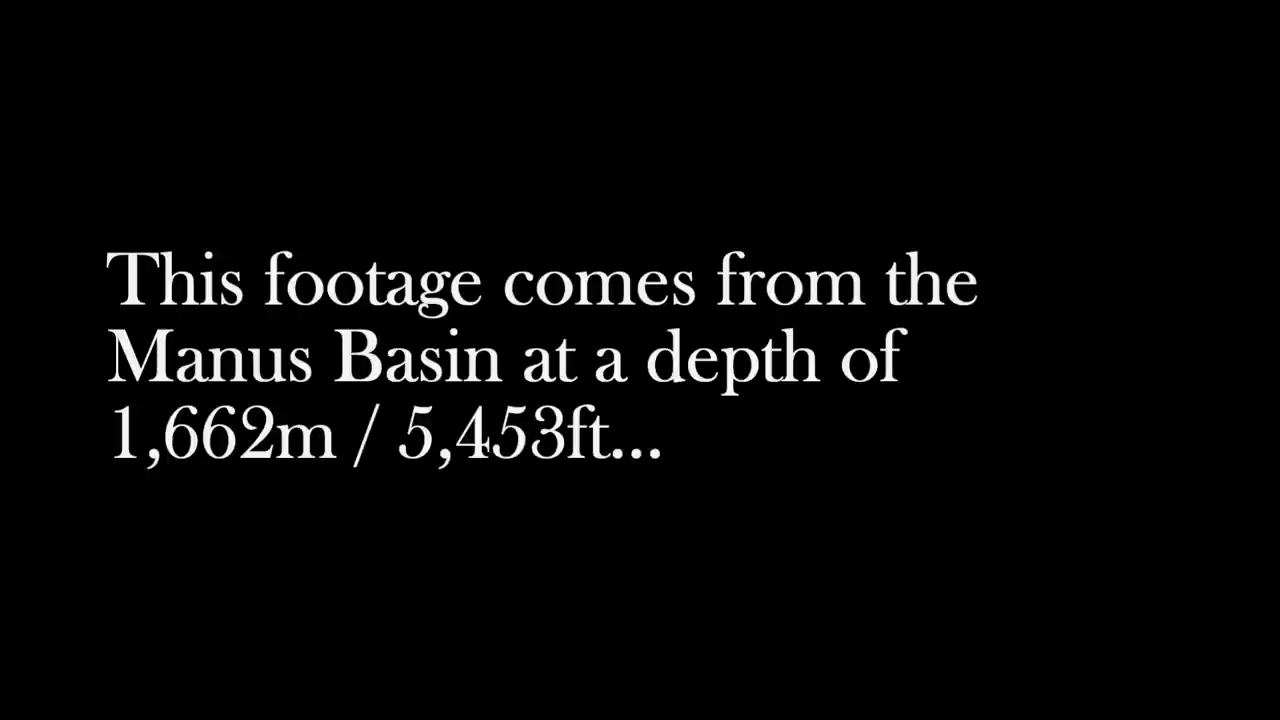 This footage comes from the
Manus Basin at a depth of
1,662m / 5,453ft...